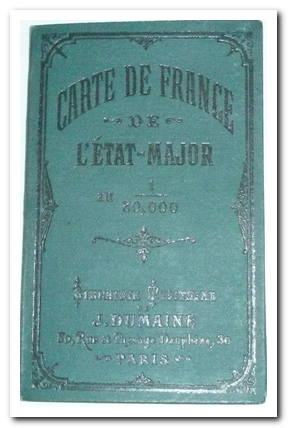 CARTE DE FRANCE
DE
L'ÉTAT-MAJOR
AU 1/80,000
Librairie Militaire
DE
J. DUMAINE
30, Rue et Passage Dauphine, 30
PARIS